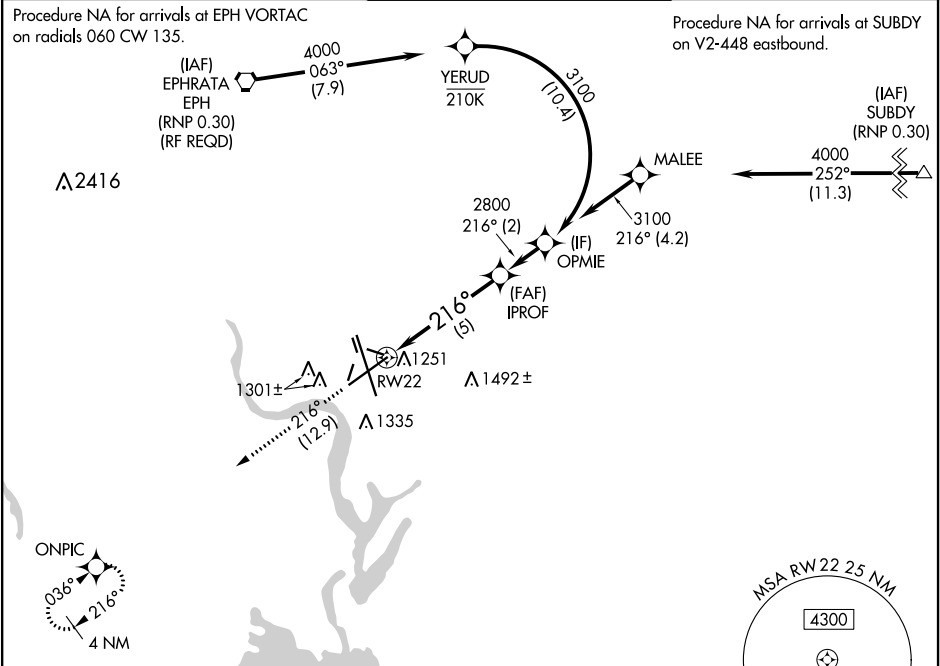 Procedure NA for arrivals at EPH VORTAC
on radials 060 CW 135.
Procedure NA for arrivals at SUBDY
on V2-448 eastbound.
(IAF)
EPHRATA
EPH
(RNP 0.30)
(RF REQD)
4000
063°
(7.9)
YERUD
210K
3100
(10.4)
(IAF)
SUBDY
(RNP 0.30)
4000
252°
(11.3)
MALEE
3100
216° (4.2)
2416
2800
216° (2)
(IF)
OPMIE
(FAF)
IPROF
216°
(5)
1251
RW22
1301±
1492±
1335
216°
(12.9)
ONPIC
036°
216°
4 NM
MSA RW 22 25 NM
4300